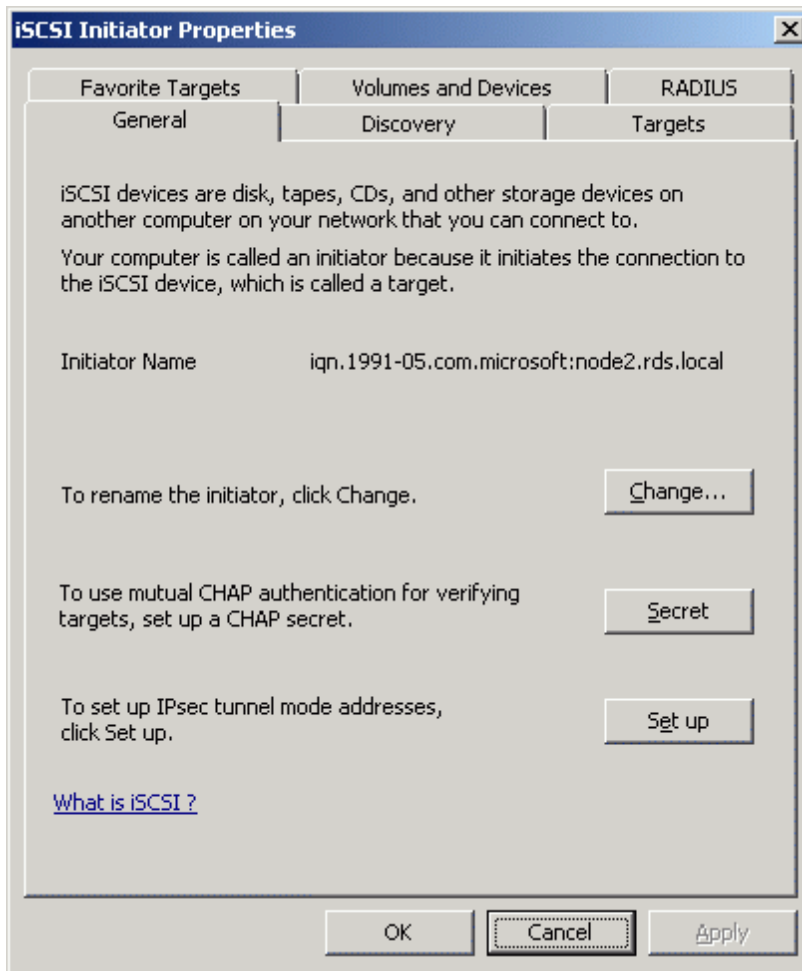 iSCSI Initiator Properties
Favorite Targets
Volumes and Devices
RADIUS
General
Discovery
Targets
iSCSI devices are disk, tapes, CDs, and other storage devices on
another computer on your network that you can connect to.
Your computer is called an initiator because it initiates the connection to
the iSCSI device, which is called a target.
Initiator Name iqn.1991-05.com.microsoft:node2.rds.local
To rename the initiator, click Change.
Change...
To use mutual CHAP authentication for verifying
targets, set up a CHAP secret.
Secret
To set up IPsec tunnel mode addresses,
click Set up.
Set up
What is iSCSI ?
OK
Cancel
Apply